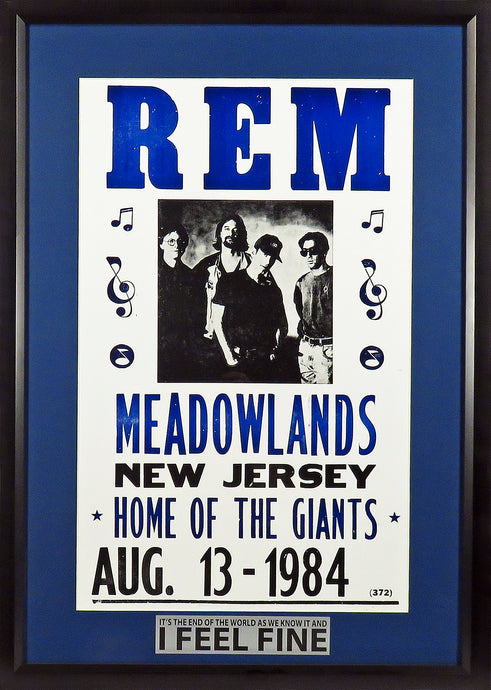 REM
MEADOWLANDS
NEW JERSEY
HOME OF THE GIANTS
AUG. 13 - 1984
(372)
IT'S THE END OF THE WORLD AS WE KNOW IT AND
I FEEL FINE